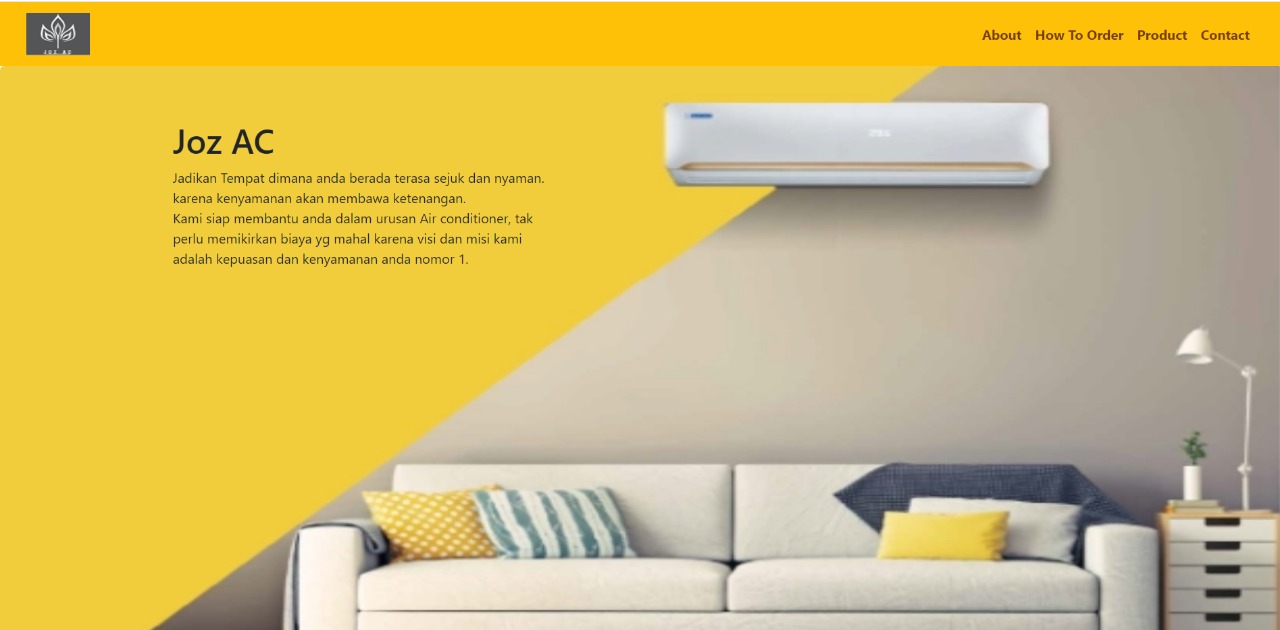 JOZ AC
About How To Order Product Contact
Joz AC
Jadikan Tempat dimana anda berada terasa sejuk dan nyaman.
karena kenyamanan akan membawa ketenangan.
Kami siap membantu anda dalam urusan Air conditioner, tak
perlu memikirkan biaya yg mahal karena visi dan misi kami
adalah kepuasan dan kenyamanan anda nomor 1.